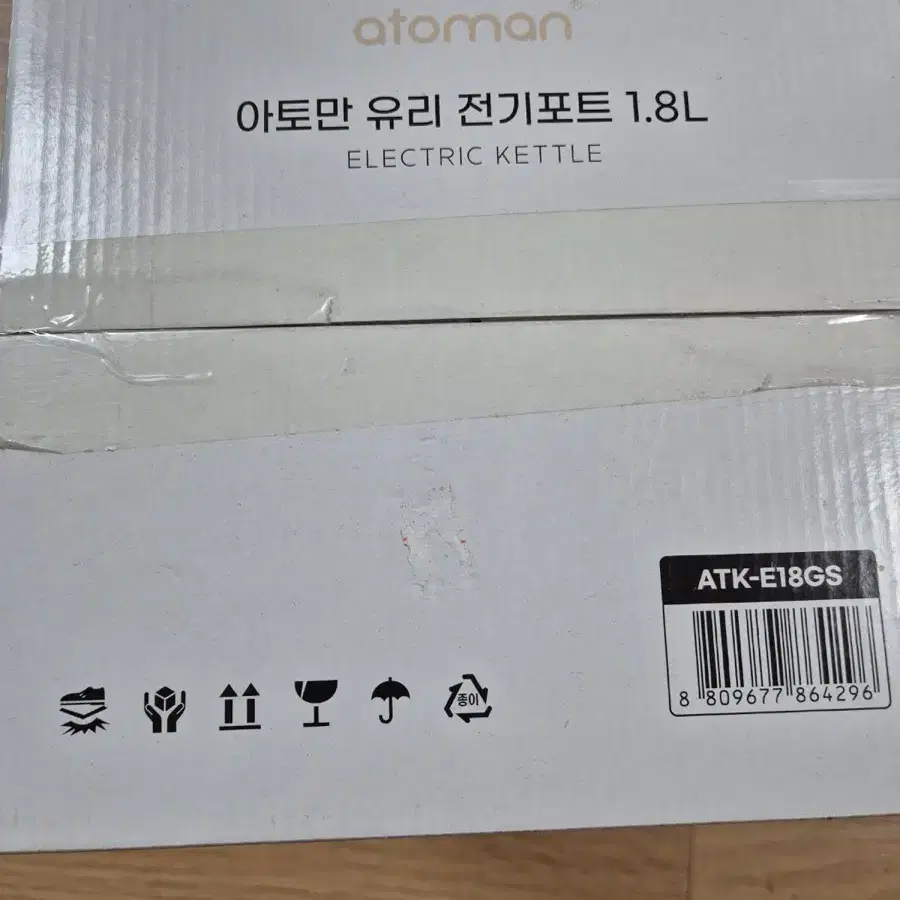 atoman
아토만 유리 전기포트 1.8L
ELECTRIC KETTLE
ATK-E18GS
8 809677 864296
종이